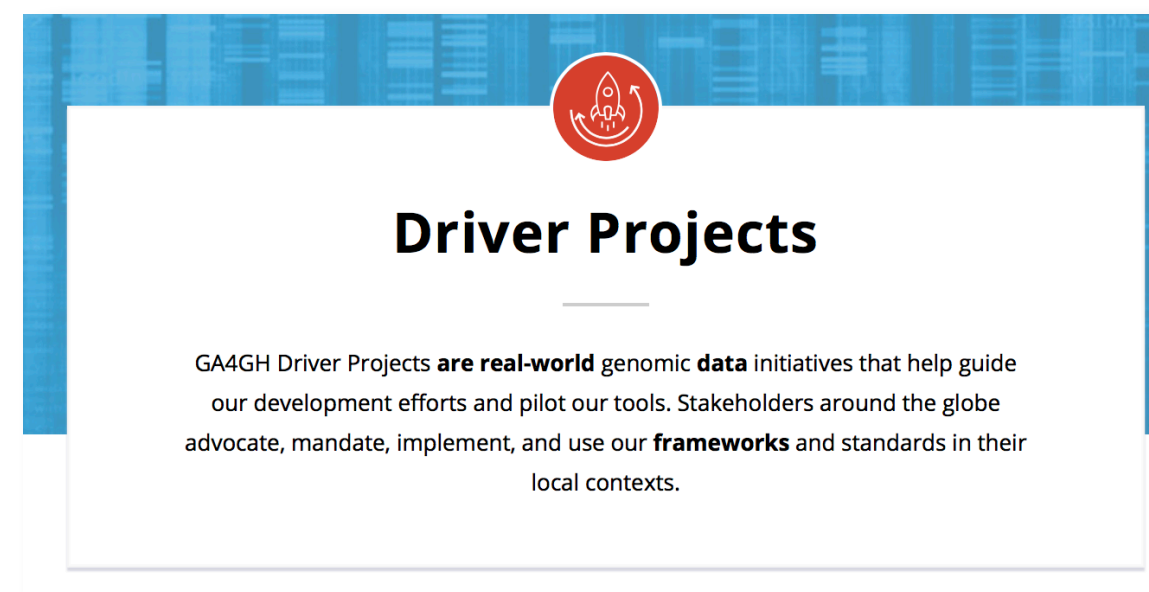 Driver Projects
GA4GH Driver Projects are real-world genomic data initiatives that help guide
our development efforts and pilot our tools. Stakeholders around the globe
advocate, mandate, implement, and use our frameworks and standards in their
local contexts.